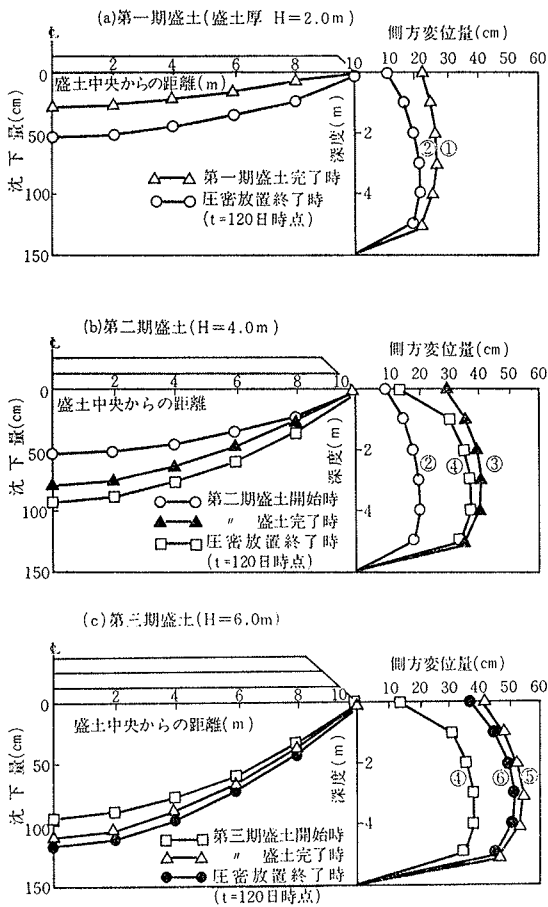 (a)第一期盛土(盛土厚 H=2.0m)
℄
側方変位量(cm)
0 2 4 6 8 10 10 20 30 40 50 60
盛土中央からの距離(m)
0
50
100
150
沈下量(cm)
深度(m)
-2
-4
② ①
第一期盛土完了時
圧密放置終了時
(t=120日時点)
(b)第二期盛土(H=4.0m)
℄
側方変位量(cm)
2 4 6 8 10 10 20 30 40 50 60
盛土中央からの距離
0
50
100
150
沈下量(cm)
深度(m)
-2
-4
② ④ ③
第二期盛土開始時
〃 盛土完了時
圧密放置終了時
(t=120日時点)
(c)第三期盛土(H=6.0m)
℄
側方変位量(cm)
2 4 6 8 10 10 20 30 40 50 60
盛土中央からの距離(m)
0
50
100
150
沈下量(cm)
深度(m)
-2
-4
④ ⑥ ⑤
第三期盛土開始時
〃 盛土完了時
圧密放置終了時
(t=120日時点)